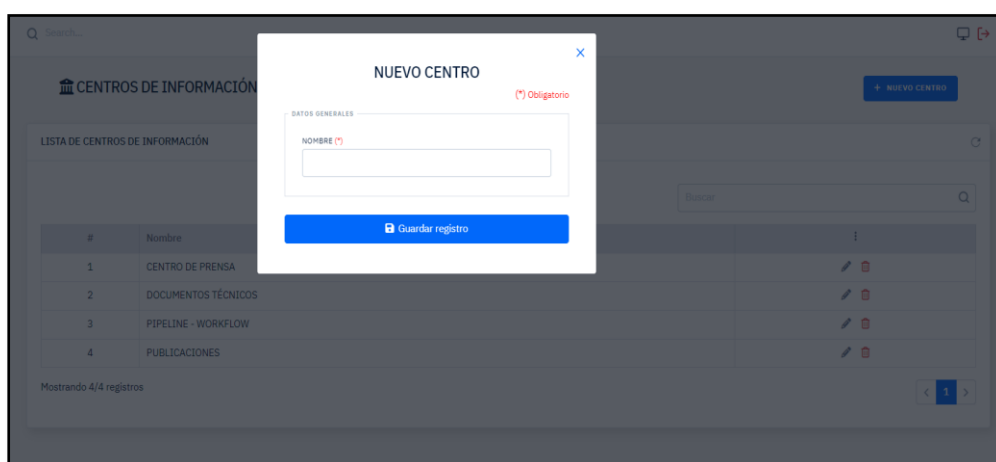 Search...
CENTROS DE INFORMACIÓN
+ NUEVO CENTRO
NUEVO CENTRO
(*) Obligatorio
DATOS GENERALES
NOMBRE (*)
Guardar registro
LISTA DE CENTROS DE INFORMACIÓN
Buscar
# Nombre
1 CENTRO DE PRENSA
2 DOCUMENTOS TÉCNICOS
3 PIPELINE - WORKFLOW
4 PUBLICACIONES
Mostrando 4/4 registros
< 1 >